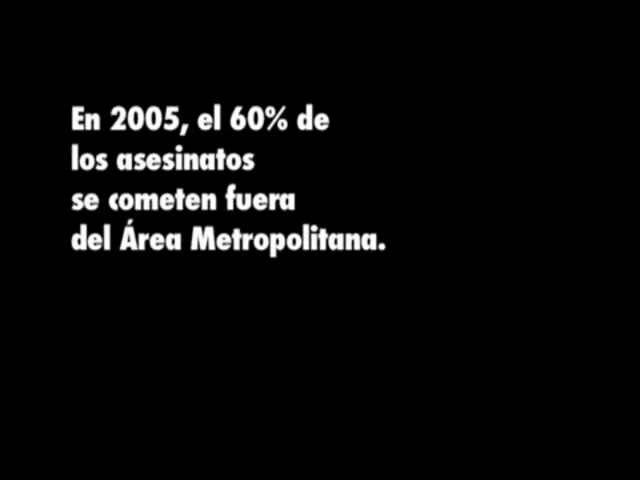 En 2005, el 60% de
los asesinatos
se cometen fuera
del Área Metropolitana.